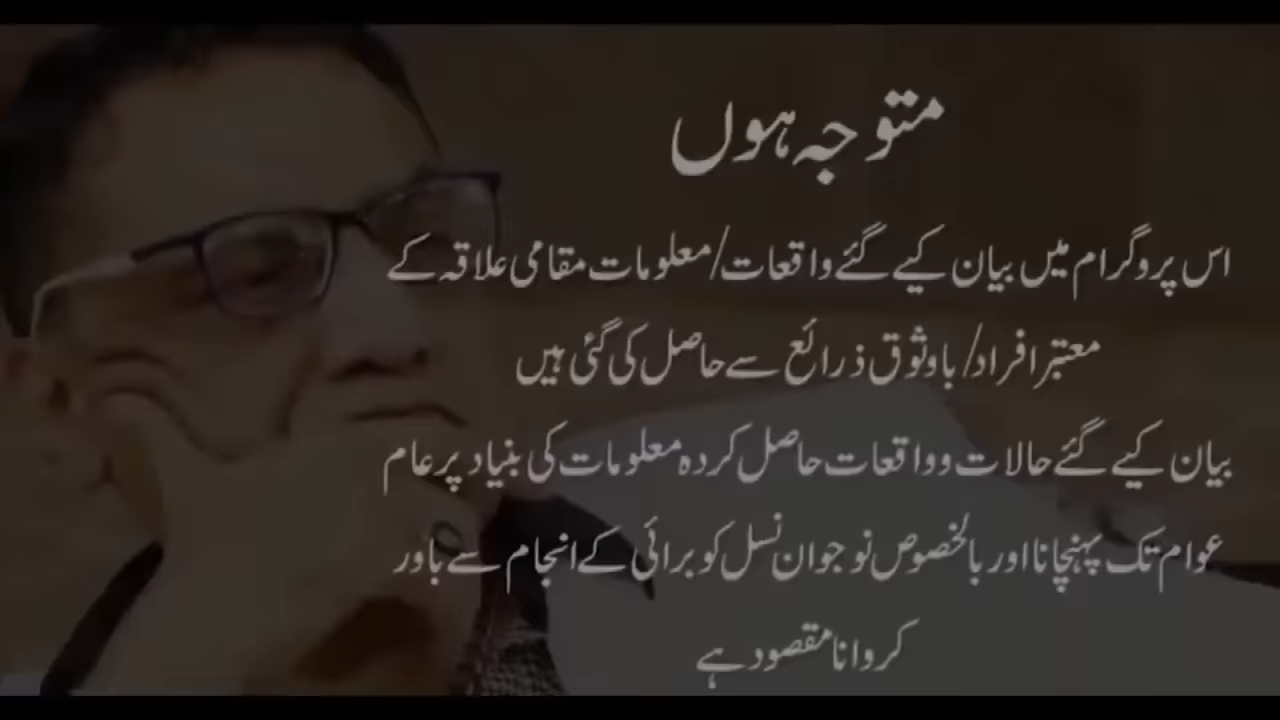 متوجہ ہوں
اس پروگرام میں بیان کیے گئے واقعات/معلومات مقامی علاقہ کے
معتبر افراد/باوثوق ذرائع سے حاصل کی گئی ہیں
بیان کیے گئے حالات و واقعات حاصل کردہ معلومات کی بنیاد پر عام
عوام تک پہنچانا اور بالخصوص نوجوان نسل کو برائی کے انجام سے باور
کروانا مقصود ہے